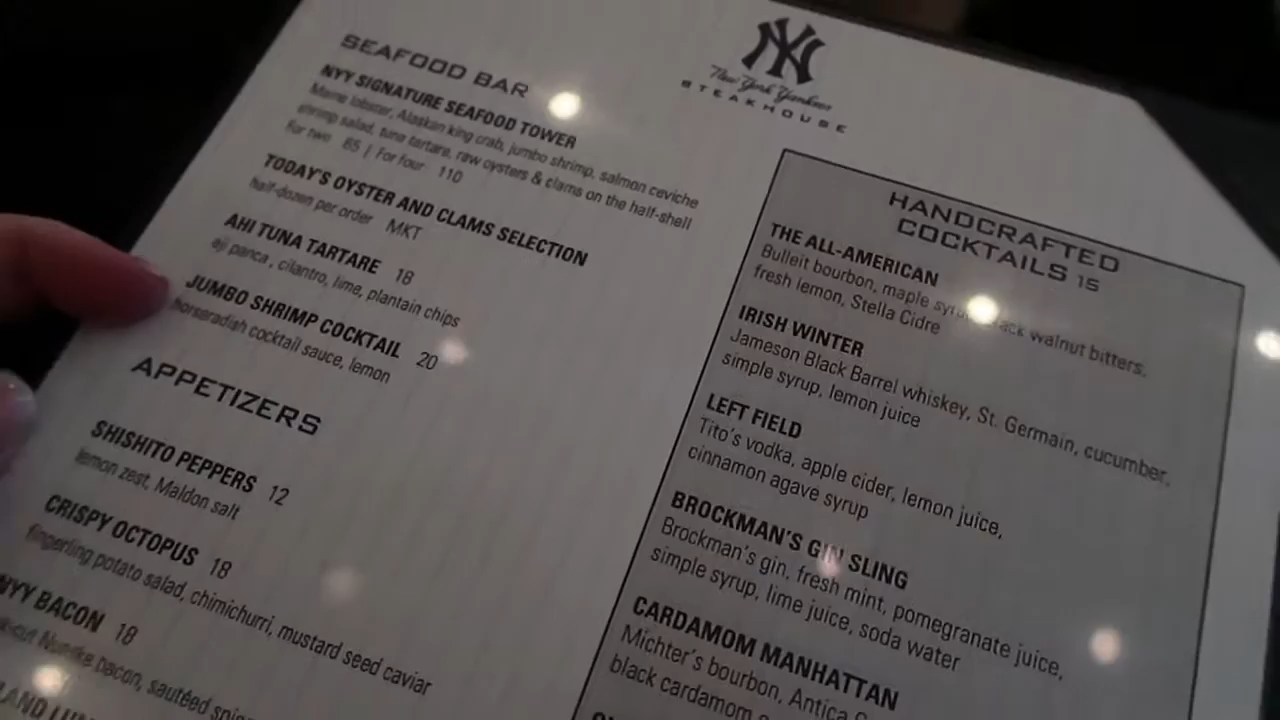 SEAFOOD BAR
NYY SIGNATURE SEAFOOD TOWER
Maine lobster, Alaskan king crab, jumbo shrimp, salmon ceviche
shrimp salad, tuna tartare, raw oysters & clams on the half-shell
For two 65 | For four 110
TODAY'S OYSTER AND CLAMS SELECTION
half-dozen per order MKT
AHI TUNA TARTARE 18
aji panca, cilantro, lime, plantain chips
JUMBO SHRIMP COCKTAIL 20
horseradish cocktail sauce, lemon
APPETIZERS
SHISHITO PEPPERS 12
lemon zest, Maldon salt
CRISPY OCTOPUS 18
fingerling potato salad, chimichurri, mustard seed caviar
NYY BACON 18
bacon, sautéed
NY
New York Yankees
STEAKHOUSE
HANDCRAFTED
COCKTAILS 15
THE ALL-AMERICAN
Bulleit bourbon, maple walnut bitters,
fresh lemon, Stella Cidre
IRISH WINTER
Jameson Black Barrel whiskey, St. Germain, cucumber,
simple syrup, lemon juice
LEFT FIELD
Tito's vodka, apple cider, lemon juice,
cinnamon agave syrup
BROCKMAN'S GIN SLING
Brockman's gin, fresh mint, pomegranate juice,
simple syrup, lime juice, soda water
CARDAMOM MANHATTAN
Michter's bourbon, Antica
black cardamom